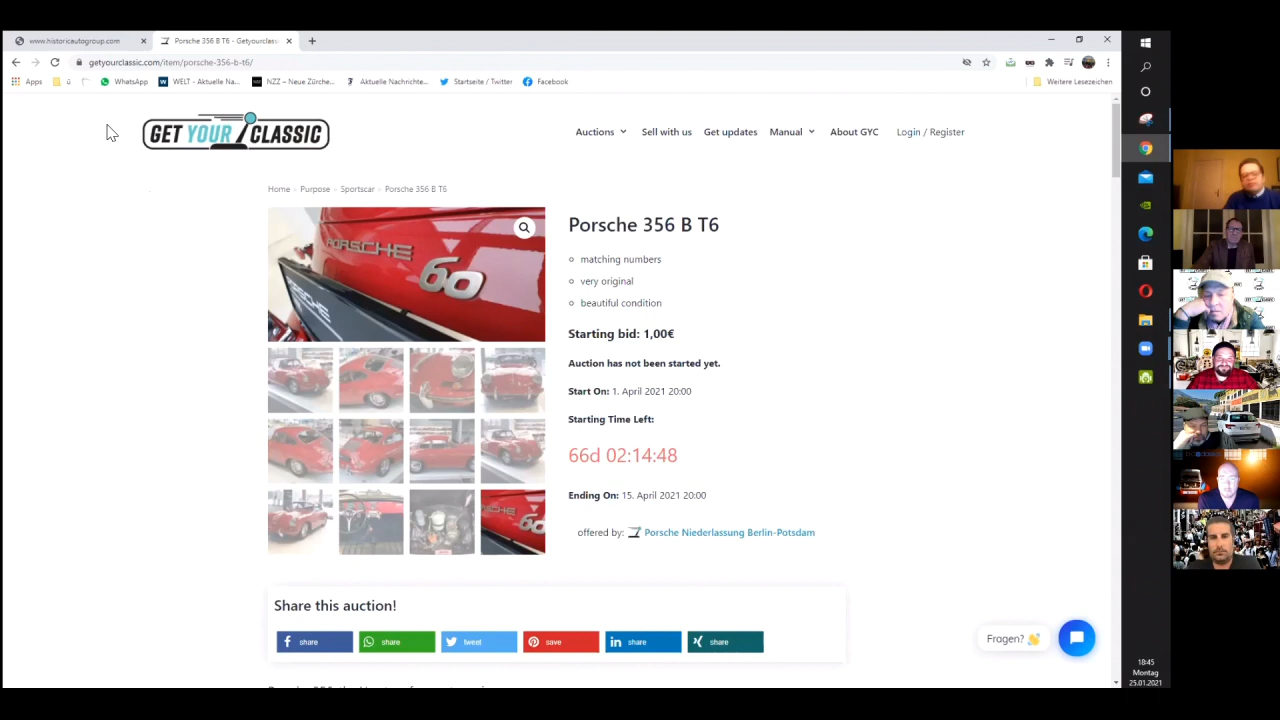 www.historicautogroup.com
Porsche 356 B T6 - Getyourclas
getyourclassic.com/item/porsche-356-b-t6/
Apps
ü
WhatsApp
WELT - Aktuelle Na...
NZZ – Neue Zürche...
Aktuelle Nachrichte...
Startseite / Twitter
Facebook
Weitere Lesezeichen
GET YOUR CLASSIC
Auctions
Sell with us
Get updates
Manual
About GYC
Login / Register
Home
Purpose
Sportscar
Porsche 356 B T6
PORSCHE
60
PORSCHE
Porsche 356 B T6
matching numbers
very original
beautiful condition
Starting bid: 1,00€
Auction has not been started yet.
Start On: 1. April 2021 20:00
Starting Time Left:
66d 02:14:48
Ending On: 15. April 2021 20:00
offered by: Porsche Niederlassung Berlin-Potsdam
PORSCHE
60
Share this auction!
share
share
tweet
save
share
share
Fragen?
18:45
Montag
25.01.2021